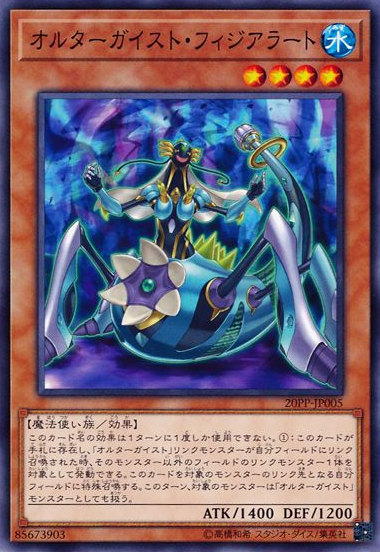 オルターガイスト・フィジアラート
水
20PP-JP005
【魔法使い族／効果】
このカード名の効果は１ターンに１度しか使用できない。①：このカードが
手札に存在し、「オルターガイスト」リンクモンスターが自分フィールドにリンク
召喚された時、そのモンスター以外のフィールドのリンクモンスター１体を
対象として発動できる。このカードを対象のモンスターのリンク先となる自分
フィールドに特殊召喚する。このターン、対象のモンスターは「オルターガイスト」
モンスターとしても扱う。
ATK/1400 DEF/1200
85673903
©高橋和希 スタジオ・ダイス/集英社